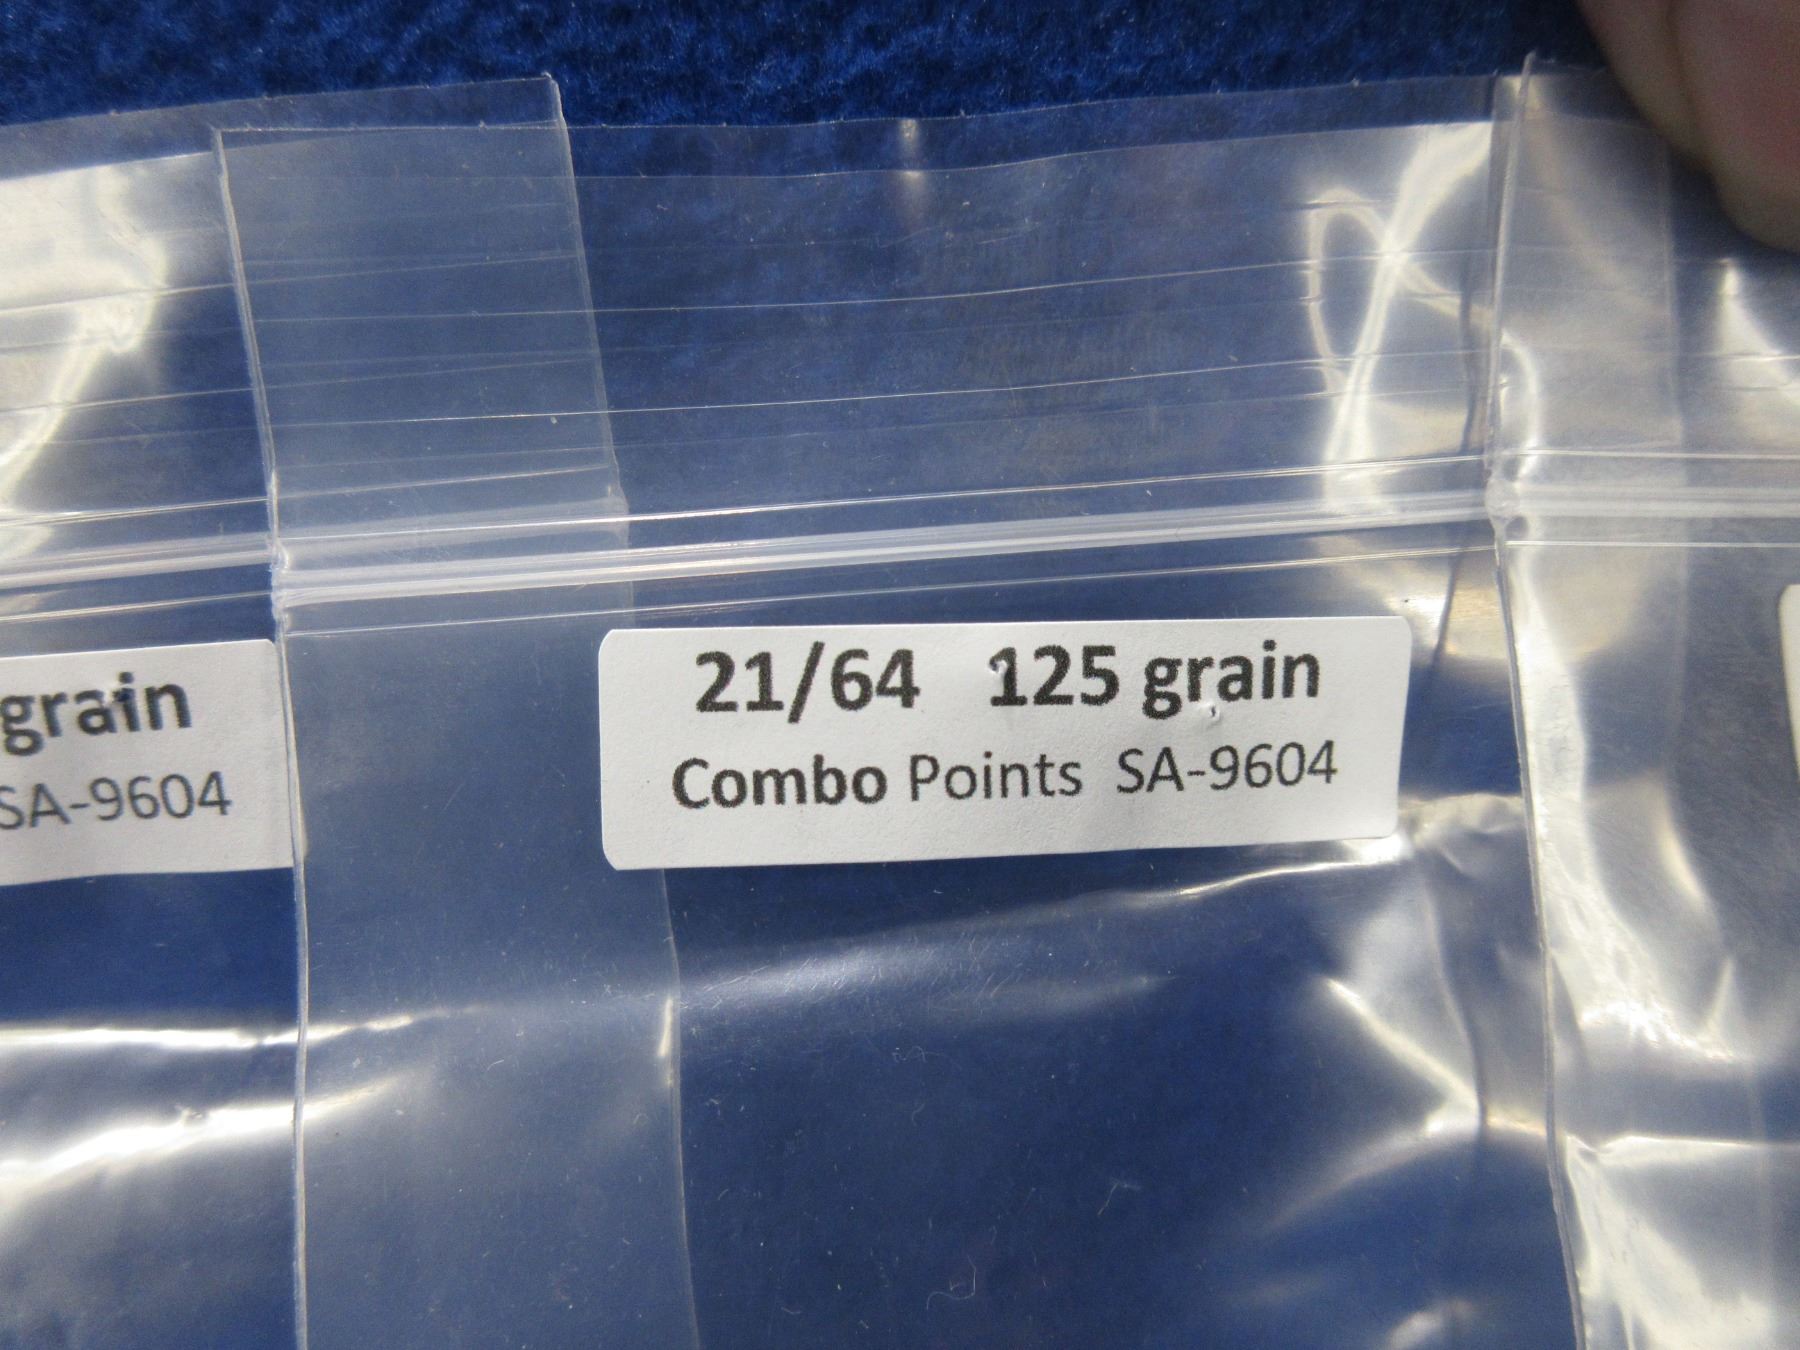 grain
SA-9604
21/64 125 grain
Combo Points SA-9604